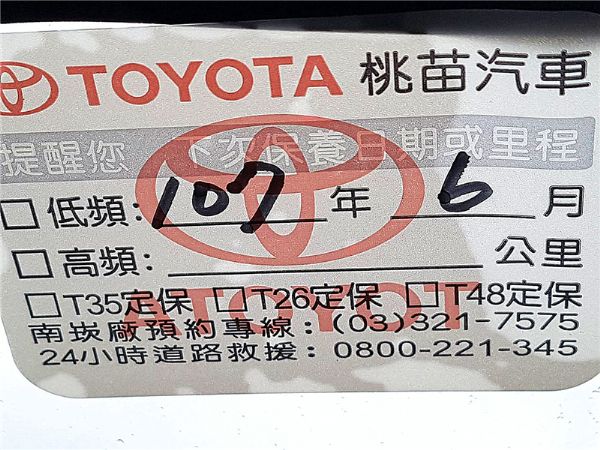 TOYOTA 桃苗汽車
提醒您 下次保養日期或里程
□低頻:107年 6月
□高頻: 公里
□T35定保 □T26定保 □T48定保
南崁廠預約專線:(03)321-7575
24小時道路救援:0800-221-345